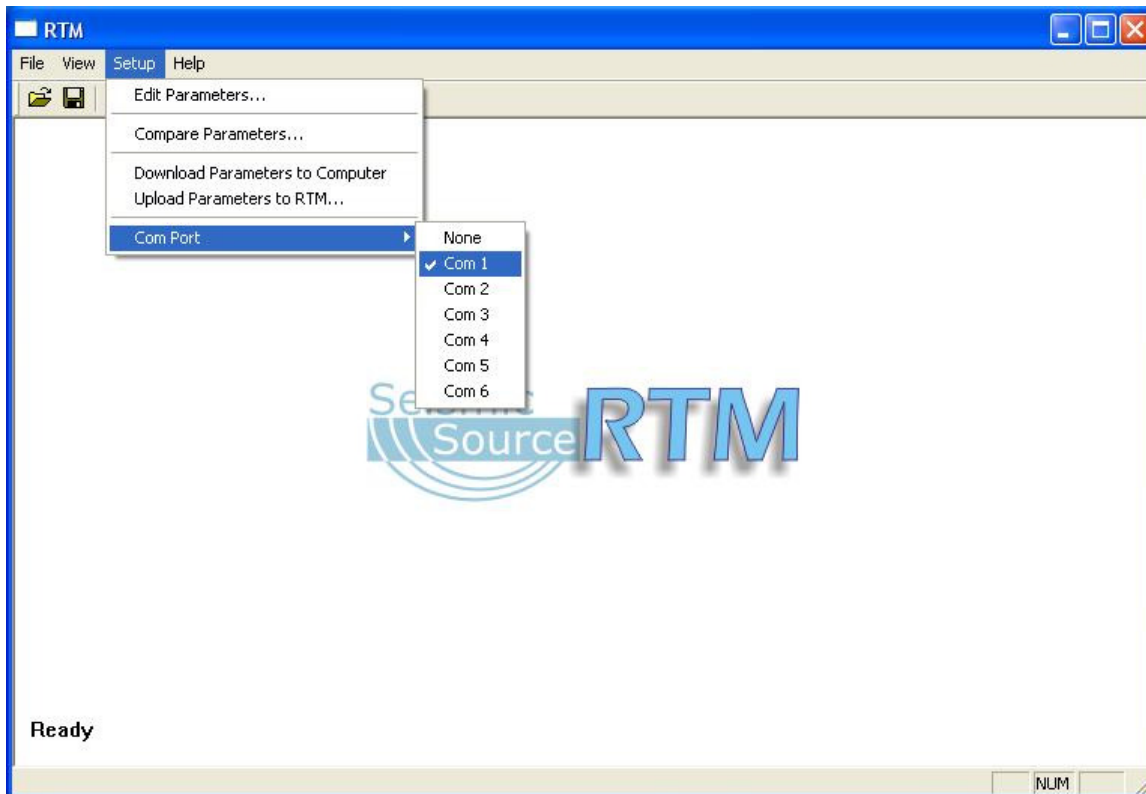 RTM
File View Setup Help
Edit Parameters...
Compare Parameters...
Download Parameters to Computer
Upload Parameters to RTM...
Com Port
None
Com 1
Com 2
Com 3
Com 4
Com 5
Com 6
Seismic
Source RTM
Ready
NUM